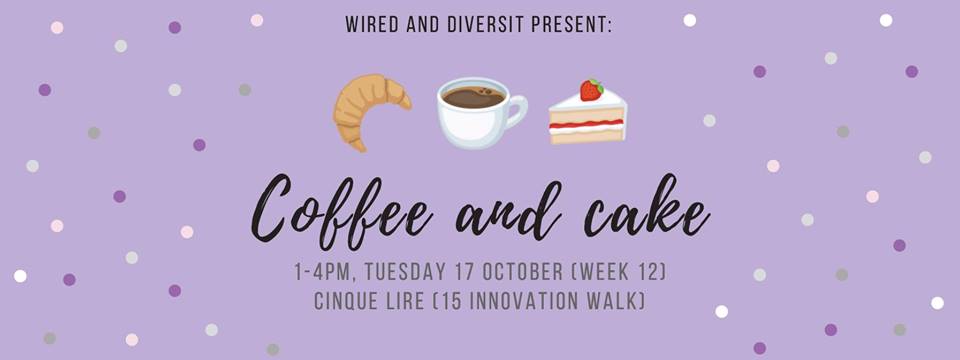 WIRED AND DIVERSIT PRESENT:
Coffee and cake
1-4PM, TUESDAY 17 OCTOBER (WEEK 12)
CINQUE LIRE (15 INNOVATION WALK)